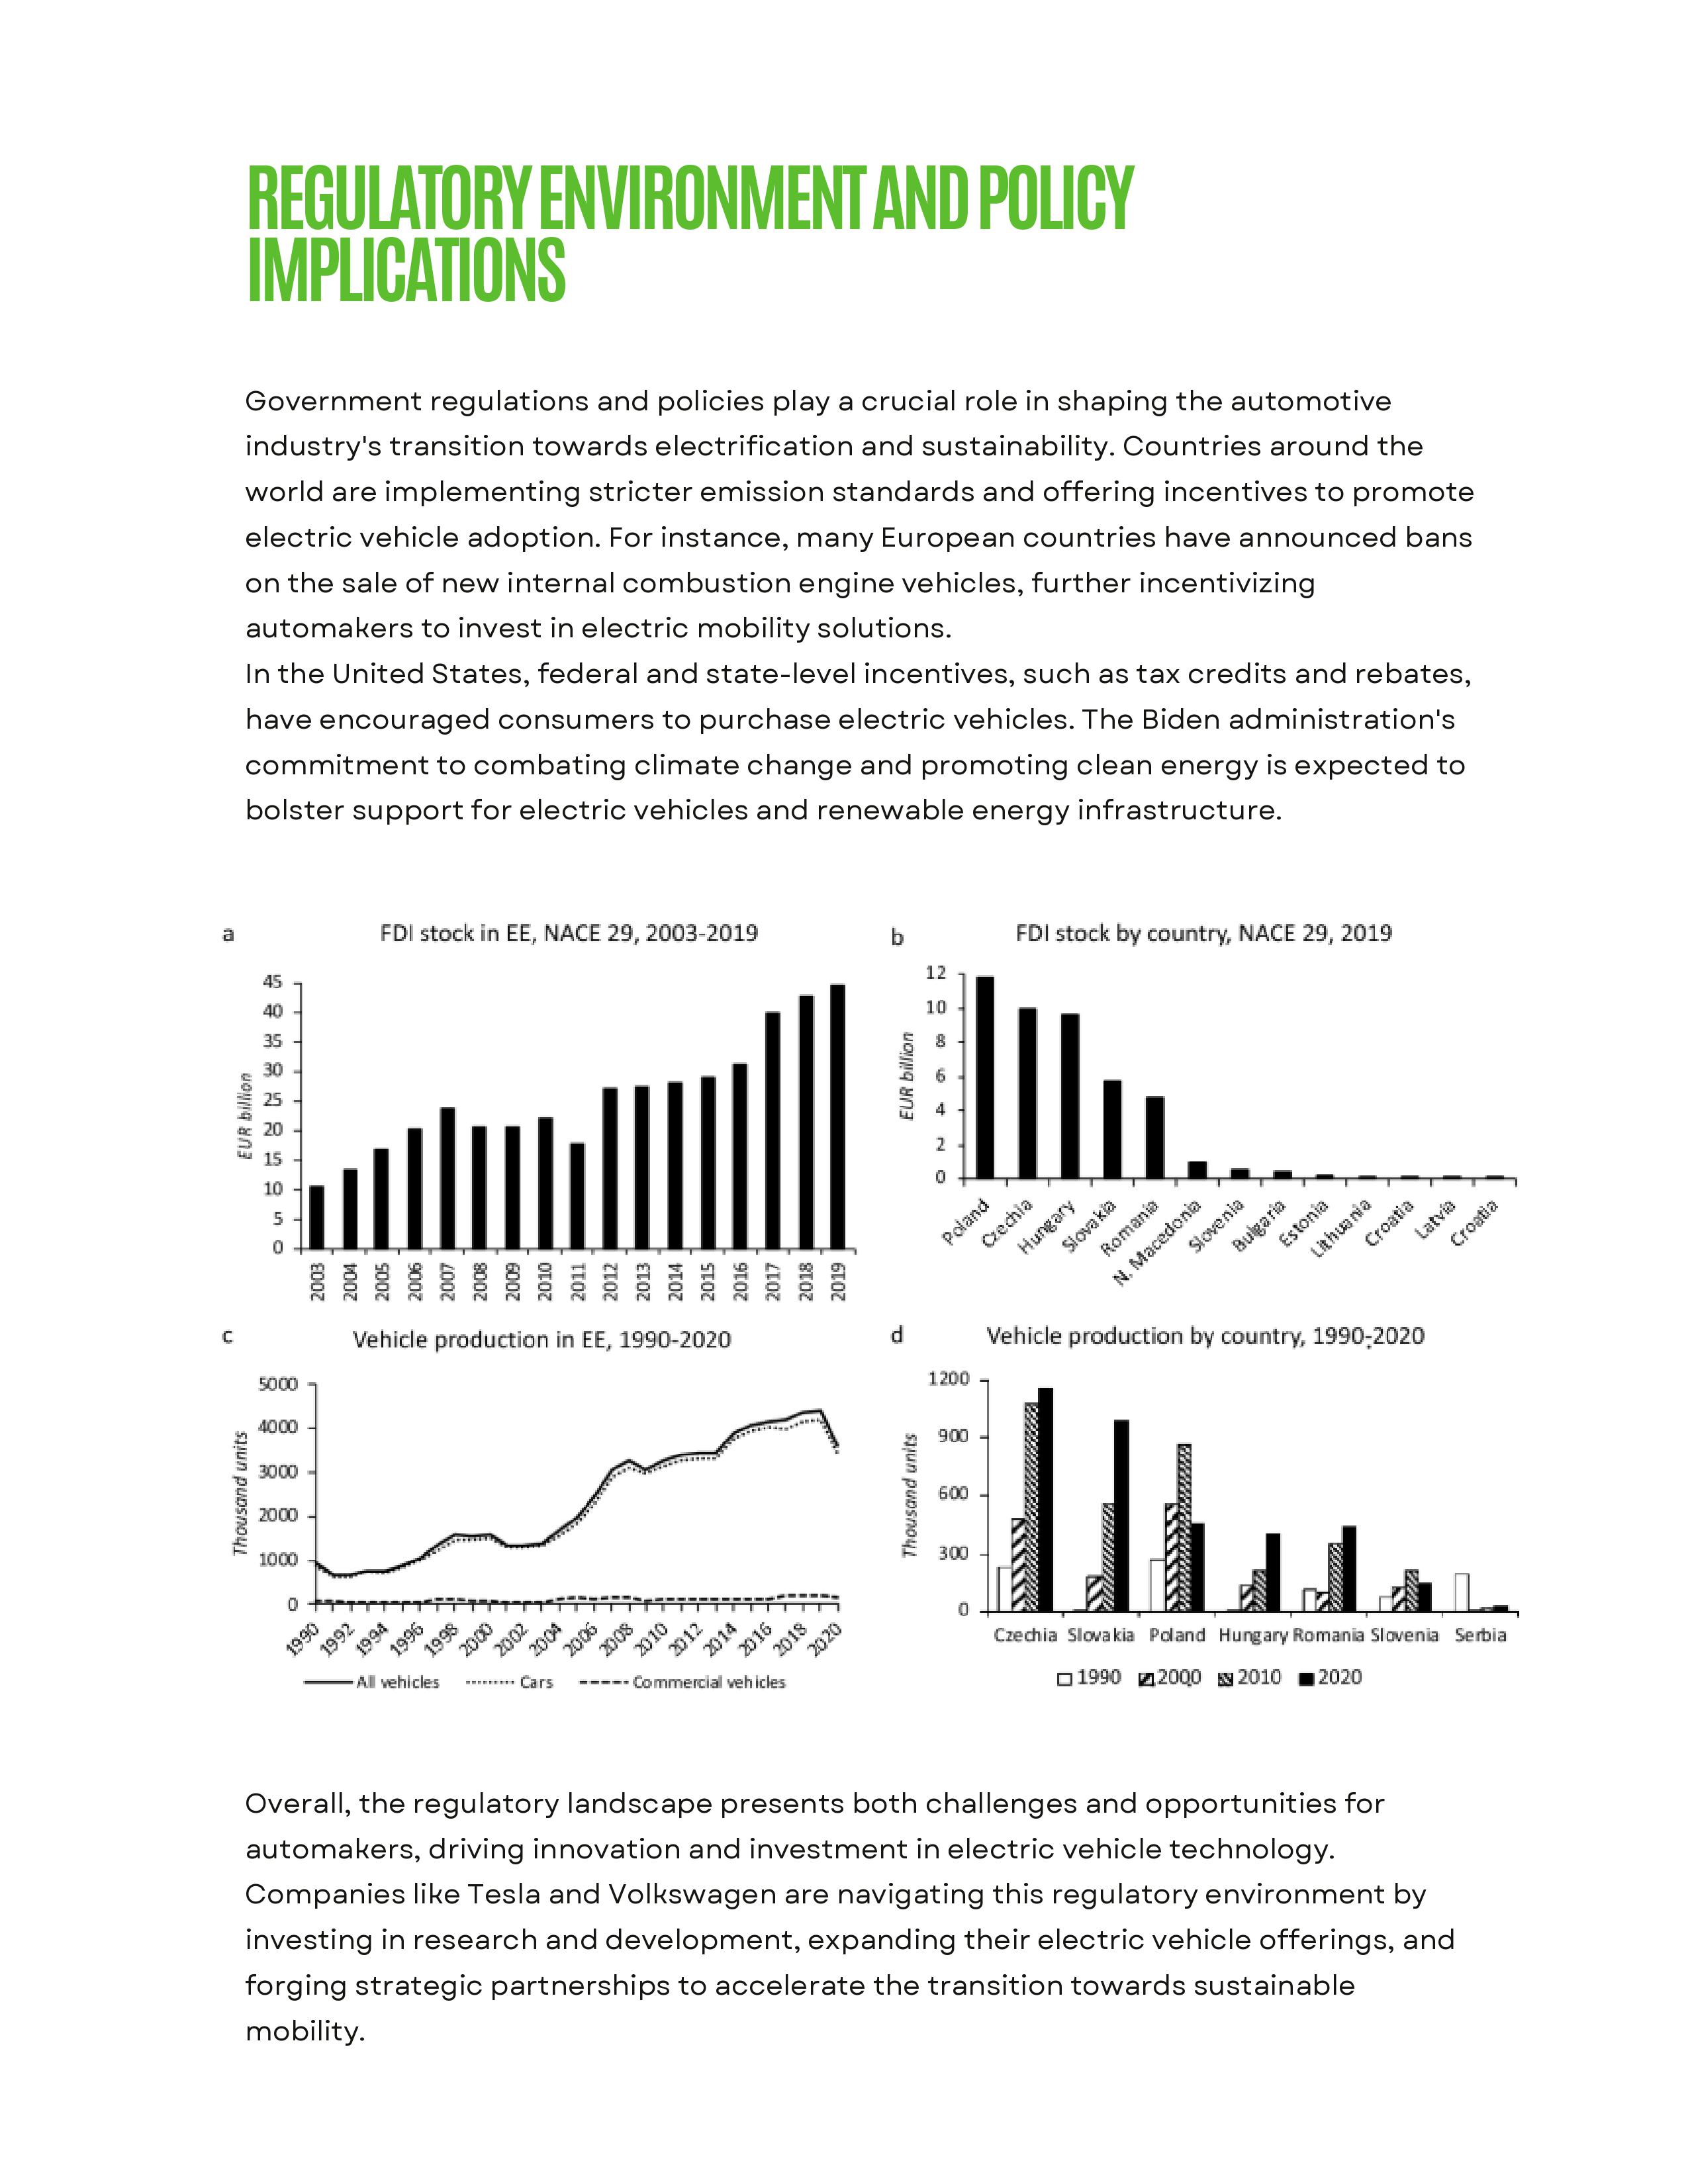 REGULATORY ENVIRONMENT AND POLICY
IMPLICATIONS
Government regulations and policies play a crucial role in shaping the automotive
industry's transition towards electrification and sustainability. Countries around the
world are implementing stricter emission standards and offering incentives to promote
electric vehicle adoption. For instance, many European countries have announced bans
on the sale of new internal combustion engine vehicles, further incentivizing
automakers to invest in electric mobility solutions.
In the United States, federal and state-level incentives, such as tax credits and rebates,
have encouraged consumers to purchase electric vehicles. The Biden administration's
commitment to combating climate change and promoting clean energy is expected to
bolster support for electric vehicles and renewable energy infrastructure.
a
FDI stock in EE, NACE 29, 2003-2019
EUR billion
45
40
35
30
25
20
15
10
5
0
2003 2004 2005 2006 2007 2008 2009 2010 2011 2012 2013 2014 2015 2016 2017 2018 2019
b
FDI stock by country, NACE 29, 2019
EUR billion
12
10
8
6
4
2
0
Poland Czechia Hungary Slovakia Romania N. Macedonia Slovenia Bulgaria Estonia Lithuania Croatia Latvia Croatia
c
Vehicle production in EE, 1990-2020
Thousand units
5000
4000
3000
2000
1000
0
1990 1992 1994 1996 1998 2000 2002 2004 2006 2008 2010 2012 2014 2016 2018 2020
All vehicles Cars Commercial vehicles
d
Vehicle production by country, 1990-2020
Thousand units
1200
900
600
300
0
Czechia Slovakia Poland Hungary Romania Slovenia Serbia
1990 2000 2010 2020
Overall, the regulatory landscape presents both challenges and opportunities for
automakers, driving innovation and investment in electric vehicle technology.
Companies like Tesla and Volkswagen are navigating this regulatory environment by
investing in research and development, expanding their electric vehicle offerings, and
forging strategic partnerships to accelerate the transition towards sustainable
mobility.